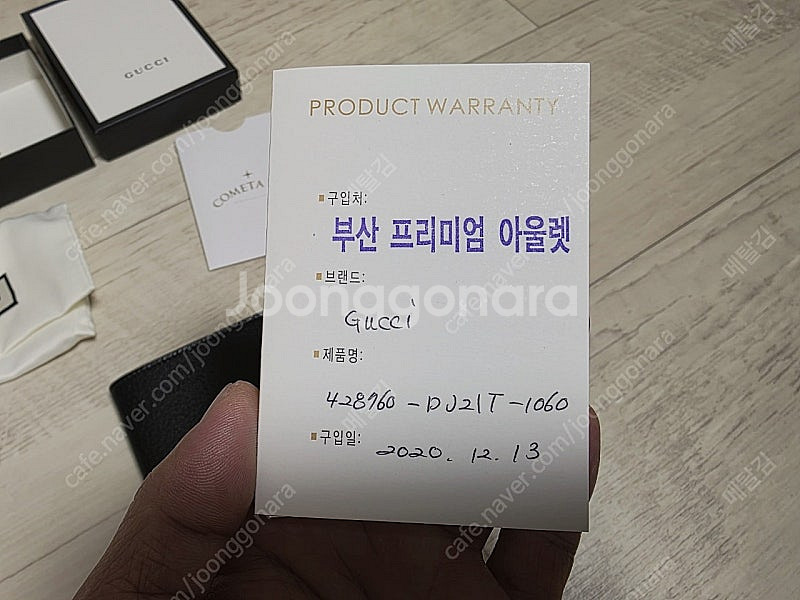 GUCCI
COMETA
PRODUCT WARRANTY
구입처:
부산 프리미엄 아울렛
브랜드:
Gucci
제품명:
428760-DJ21T-1060
구입일:
2020. 12. 13
Joonggonara
cafe.naver.com/joonggonara
메탈김